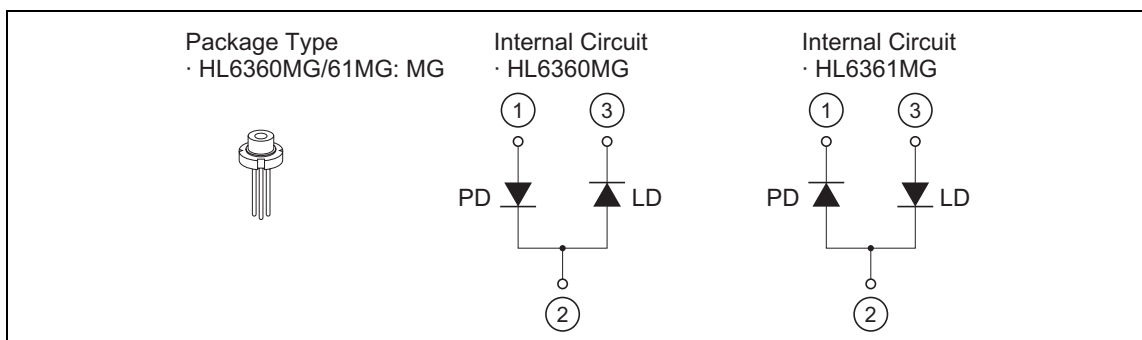 Package Type
· HL6360MG/61MG: MG
Internal Circuit
· HL6360MG
1 3
PD LD
2
Internal Circuit
· HL6361MG
1 3
PD LD
2